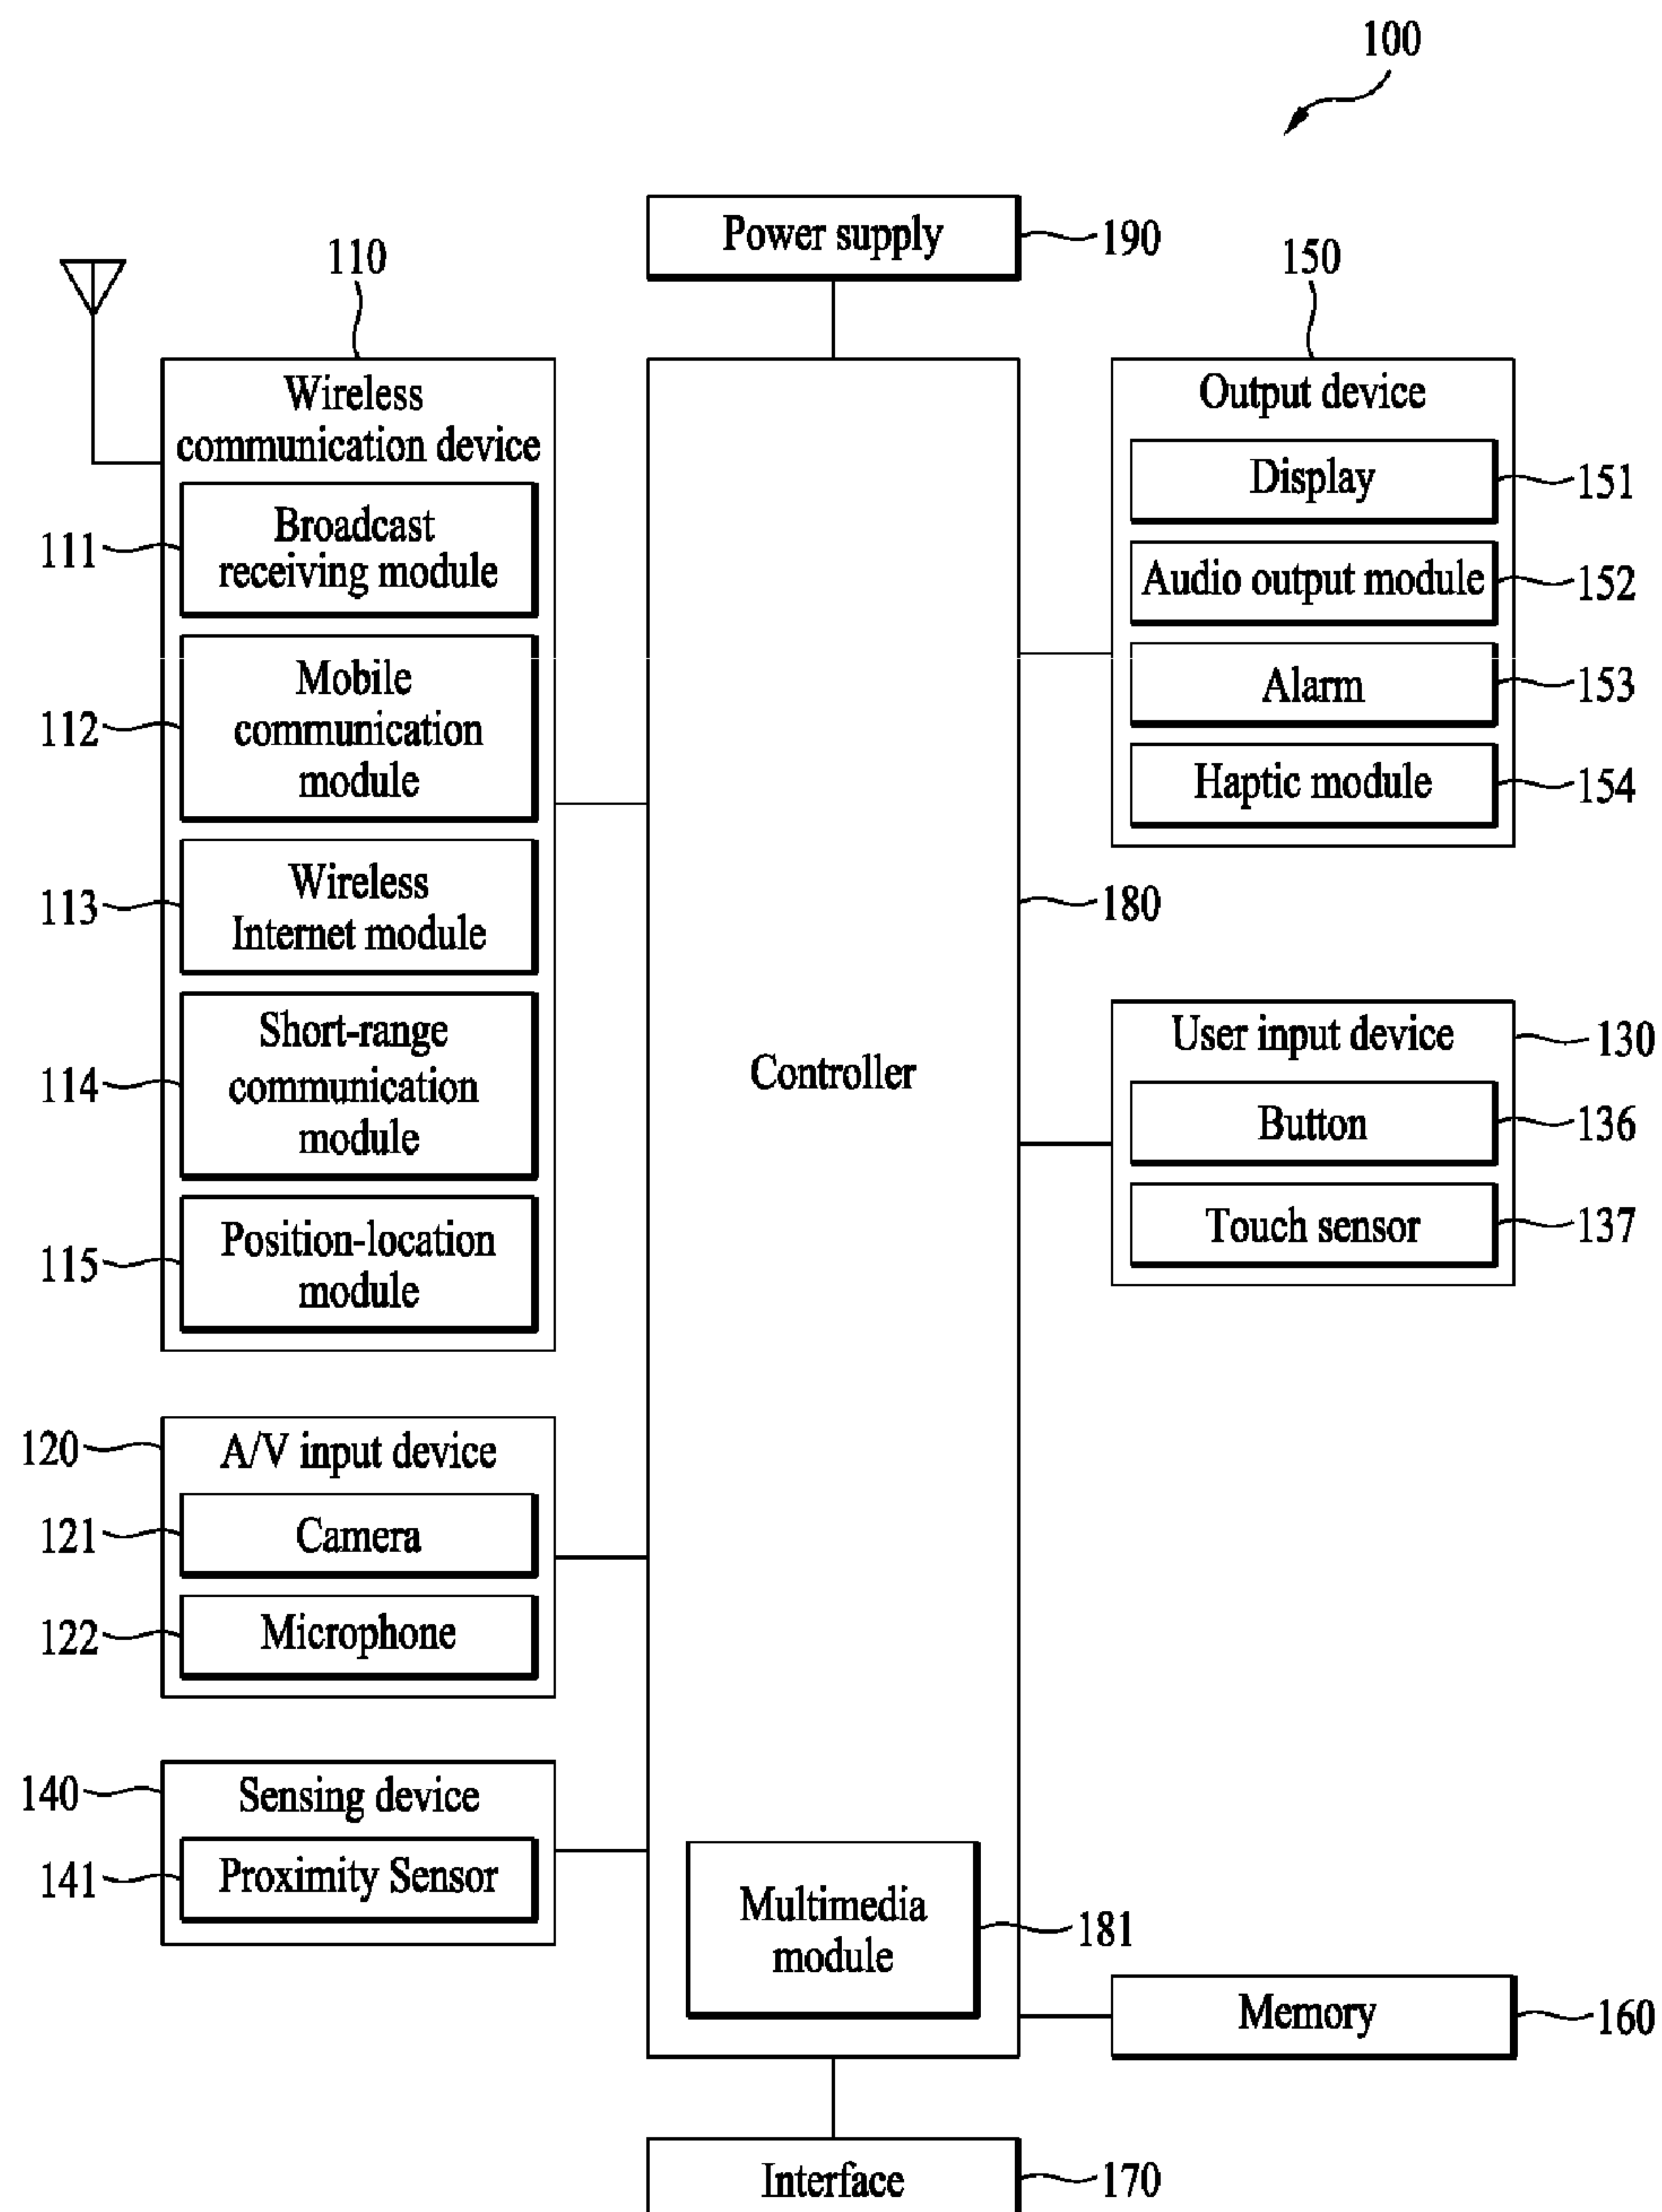 100
Power supply
190
110
Wireless
communication device
111
Broadcast
receiving module
112
Mobile
communication
module
113
Wireless
Internet module
114
Short-range
communication
module
115
Position-location
module
120
A/V input device
121
Camera
122
Microphone
140
Sensing device
141
Proximity Sensor
Controller
180
Multimedia
module
181
150
Output device
Display
151
Audio output module
152
Alarm
153
Haptic module
154
User input device
130
Button
136
Touch sensor
137
Memory
160
Interface
170